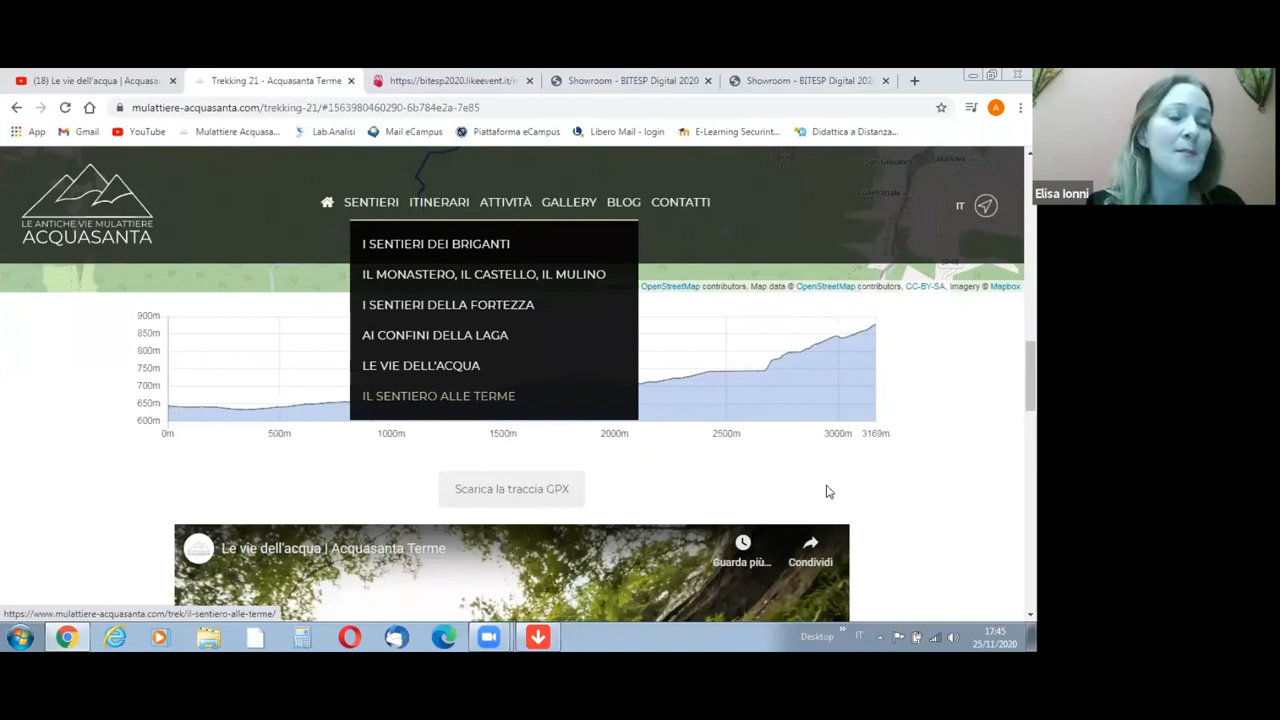 (18) Le vie dell'acqua | Acquasa
Trekking 21 - Acquasanta Terme
https://bitesp2020.likeevent.it/
Showroom - BITESP Digital 2020
Showroom - BITESP Digital 202
mulattiere-acquasanta.com/trekking-21/#1563980460290-6b784e2a-7e85
A
App
Gmail
YouTube
Mulattiere Acquasa...
Lab.Analisi
Mail eCampus
Piattaforma eCampus
Libero Mail - login
E-Learning Securint...
Didattica a Distanza...
Elisa Ionni
LE ANTICHE VIE MULATTIERE
ACQUASANTA
SENTIERI ITINERARI ATTIVITÀ GALLERY BLOG CONTATTI
IT
I SENTIERI DEI BRIGANTI
IL MONASTERO, IL CASTELLO, IL MULINO
I SENTIERI DELLA FORTEZZA
AI CONFINI DELLA LAGA
LE VIE DELL'ACQUA
IL SENTIERO ALLE TERME
San Giovanni
Casanova
Collefrattale
OpenStreetMap contributors, Map data © OpenStreetMap contributors, CC-BY-SA, Imagery © Mapbox
900m
850m
800m
750m
700m
650m
600m
0m 500m 1000m 1500m 2000m 2500m 3000m 3169m
Scarica la traccia GPX
Le vie dell'acqua | Acquasanta Terme
Guarda più...
Condividi
https://www.mulattiere-acquasanta.com/trek/il-sentiero-alle-terme/
Desktop
IT
17:45
25/11/2020